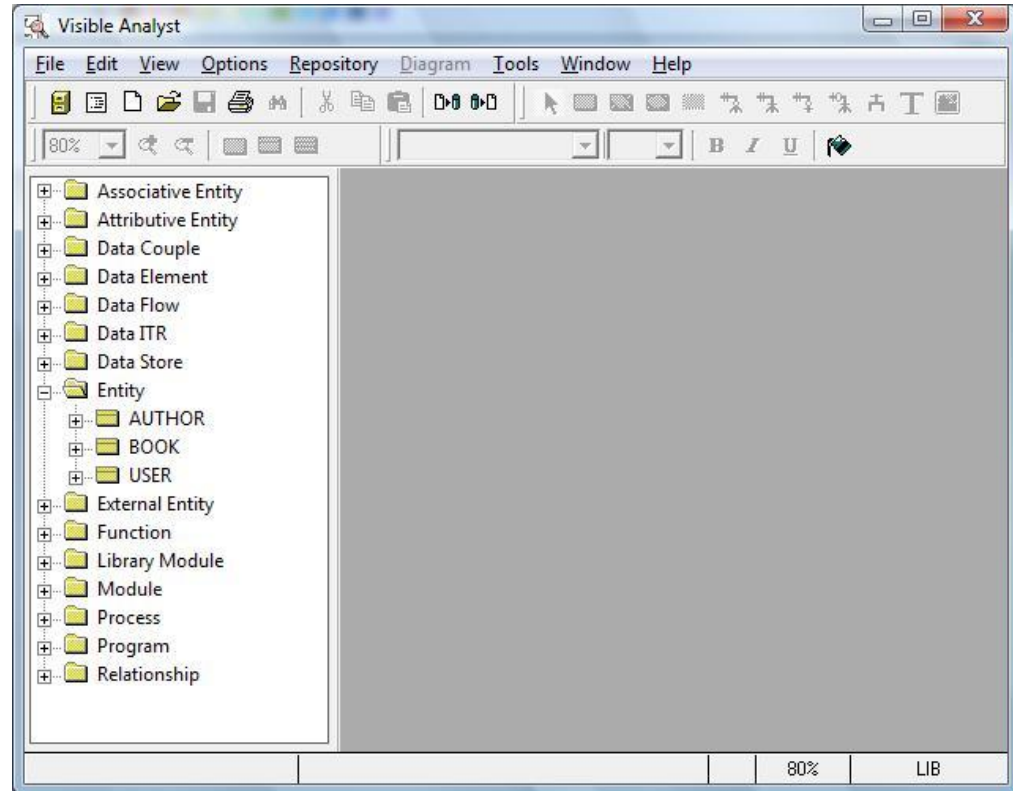 Visible Analyst
File Edit View Options Repository Diagram Tools Window Help
T
80% B I U
Associative Entity
Attributive Entity
Data Couple
Data Element
Data Flow
Data ITR
Data Store
Entity
AUTHOR
BOOK
USER
External Entity
Function
Library Module
Module
Process
Program
Relationship
80% LIB